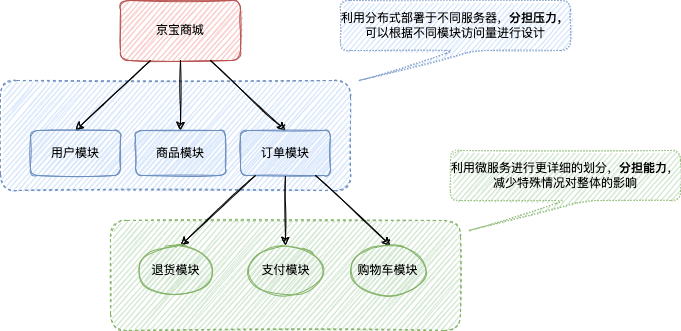 京宝商城
利用分布式部署于不同服务器，分担压力，
可以根据不同模块访问量进行设计
用户模块
商品模块
订单模块
利用微服务进行更详细的划分，分担能力，
减少特殊情况对整体的影响
退货模块
支付模块
购物车模块